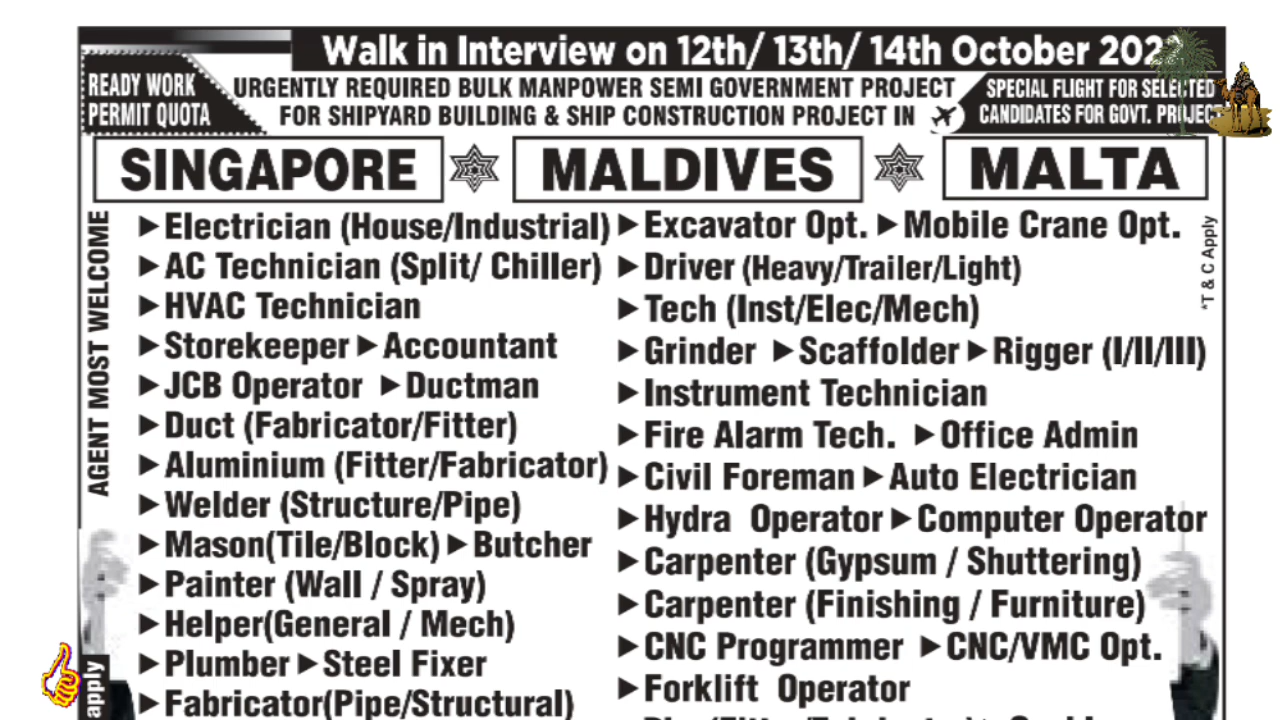 Walk in Interview on 12th/ 13th/ 14th October
READY WORK
PERMIT QUOTA
URGENTLY REQUIRED BULK MANPOWER SEMI GOVERNMENT PROJECT
FOR SHIPYARD BUILDING & SHIP CONSTRUCTION PROJECT IN
SPECIAL FLIGHT FOR SELECTED
CANDIDATES FOR GOVT. PROJECT
SINGAPORE
MALDIVES
MALTA
AGENT MOST WELCOME
►Electrician (House/Industrial)
►AC Technician (Split/ Chiller)
►HVAC Technician
►Storekeeper ►Accountant
►JCB Operator ►Ductman
►Duct (Fabricator/Fitter)
►Aluminium (Fitter/Fabricator)
►Welder (Structure/Pipe)
►Mason(Tile/Block) ►Butcher
►Painter (Wall / Spray)
►Helper(General / Mech)
►Plumber ►Steel Fixer
►Fabricator(Pipe/Structural)
►Excavator Opt. ►Mobile Crane Opt.
►Driver (Heavy/Trailer/Light)
►Tech (Inst/Elec/Mech)
►Grinder ►Scaffolder ►Rigger (I/II/III)
►Instrument Technician
►Fire Alarm Tech. ►Office Admin
►Civil Foreman ►Auto Electrician
►Hydra Operator ►Computer Operator
►Carpenter (Gypsum / Shuttering)
►Carpenter (Finishing / Furniture)
►CNC Programmer ►CNC/VMC Opt.
►Forklift Operator
*T & C Apply
apply